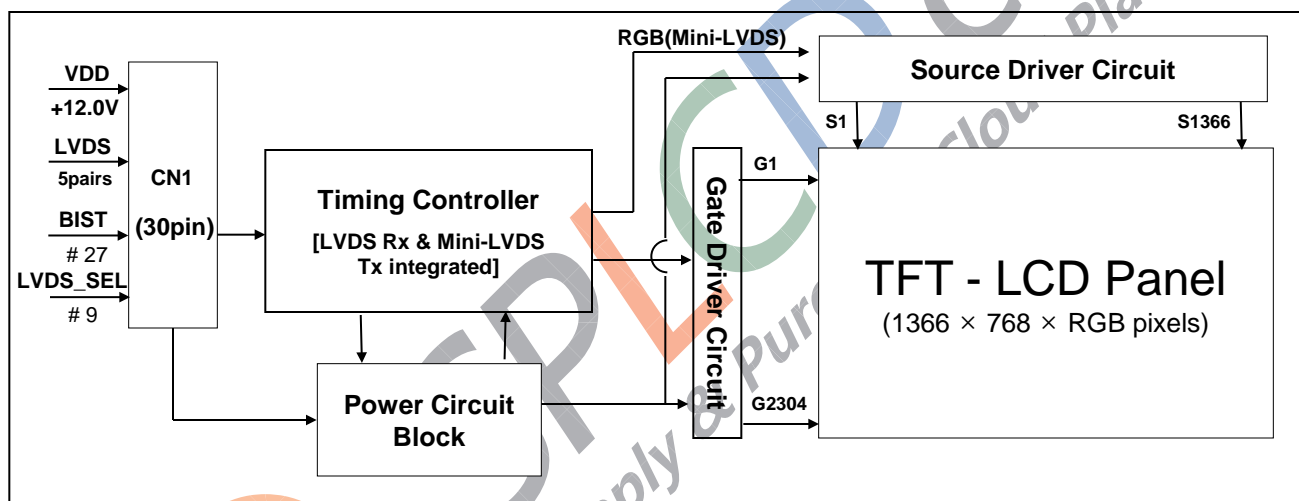 RGB(Mini-LVDS)
Source Driver Circuit
S1
S1366
VDD
+12.0V
LVDS
5pairs
BIST
# 27
LVDS_SEL
# 9
CN1
(30pin)
Timing Controller
[LVDS Rx & Mini-LVDS
Tx integrated]
Power Circuit
Block
Gate Driver Circuit
G1
G2304
TFT - LCD Panel
(1366 × 768 × RGB pixels)